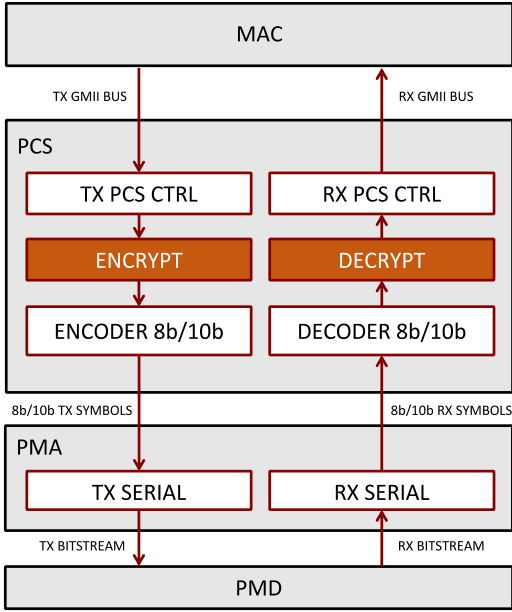 MAC
TX GMII BUS
RX GMII BUS
PCS
TX PCS CTRL
RX PCS CTRL
ENCRYPT
DECRYPT
ENCODER 8b/10b
DECODER 8b/10b
8b/10b TX SYMBOLS
8b/10b RX SYMBOLS
PMA
TX SERIAL
RX SERIAL
TX BITSTREAM
RX BITSTREAM
PMD